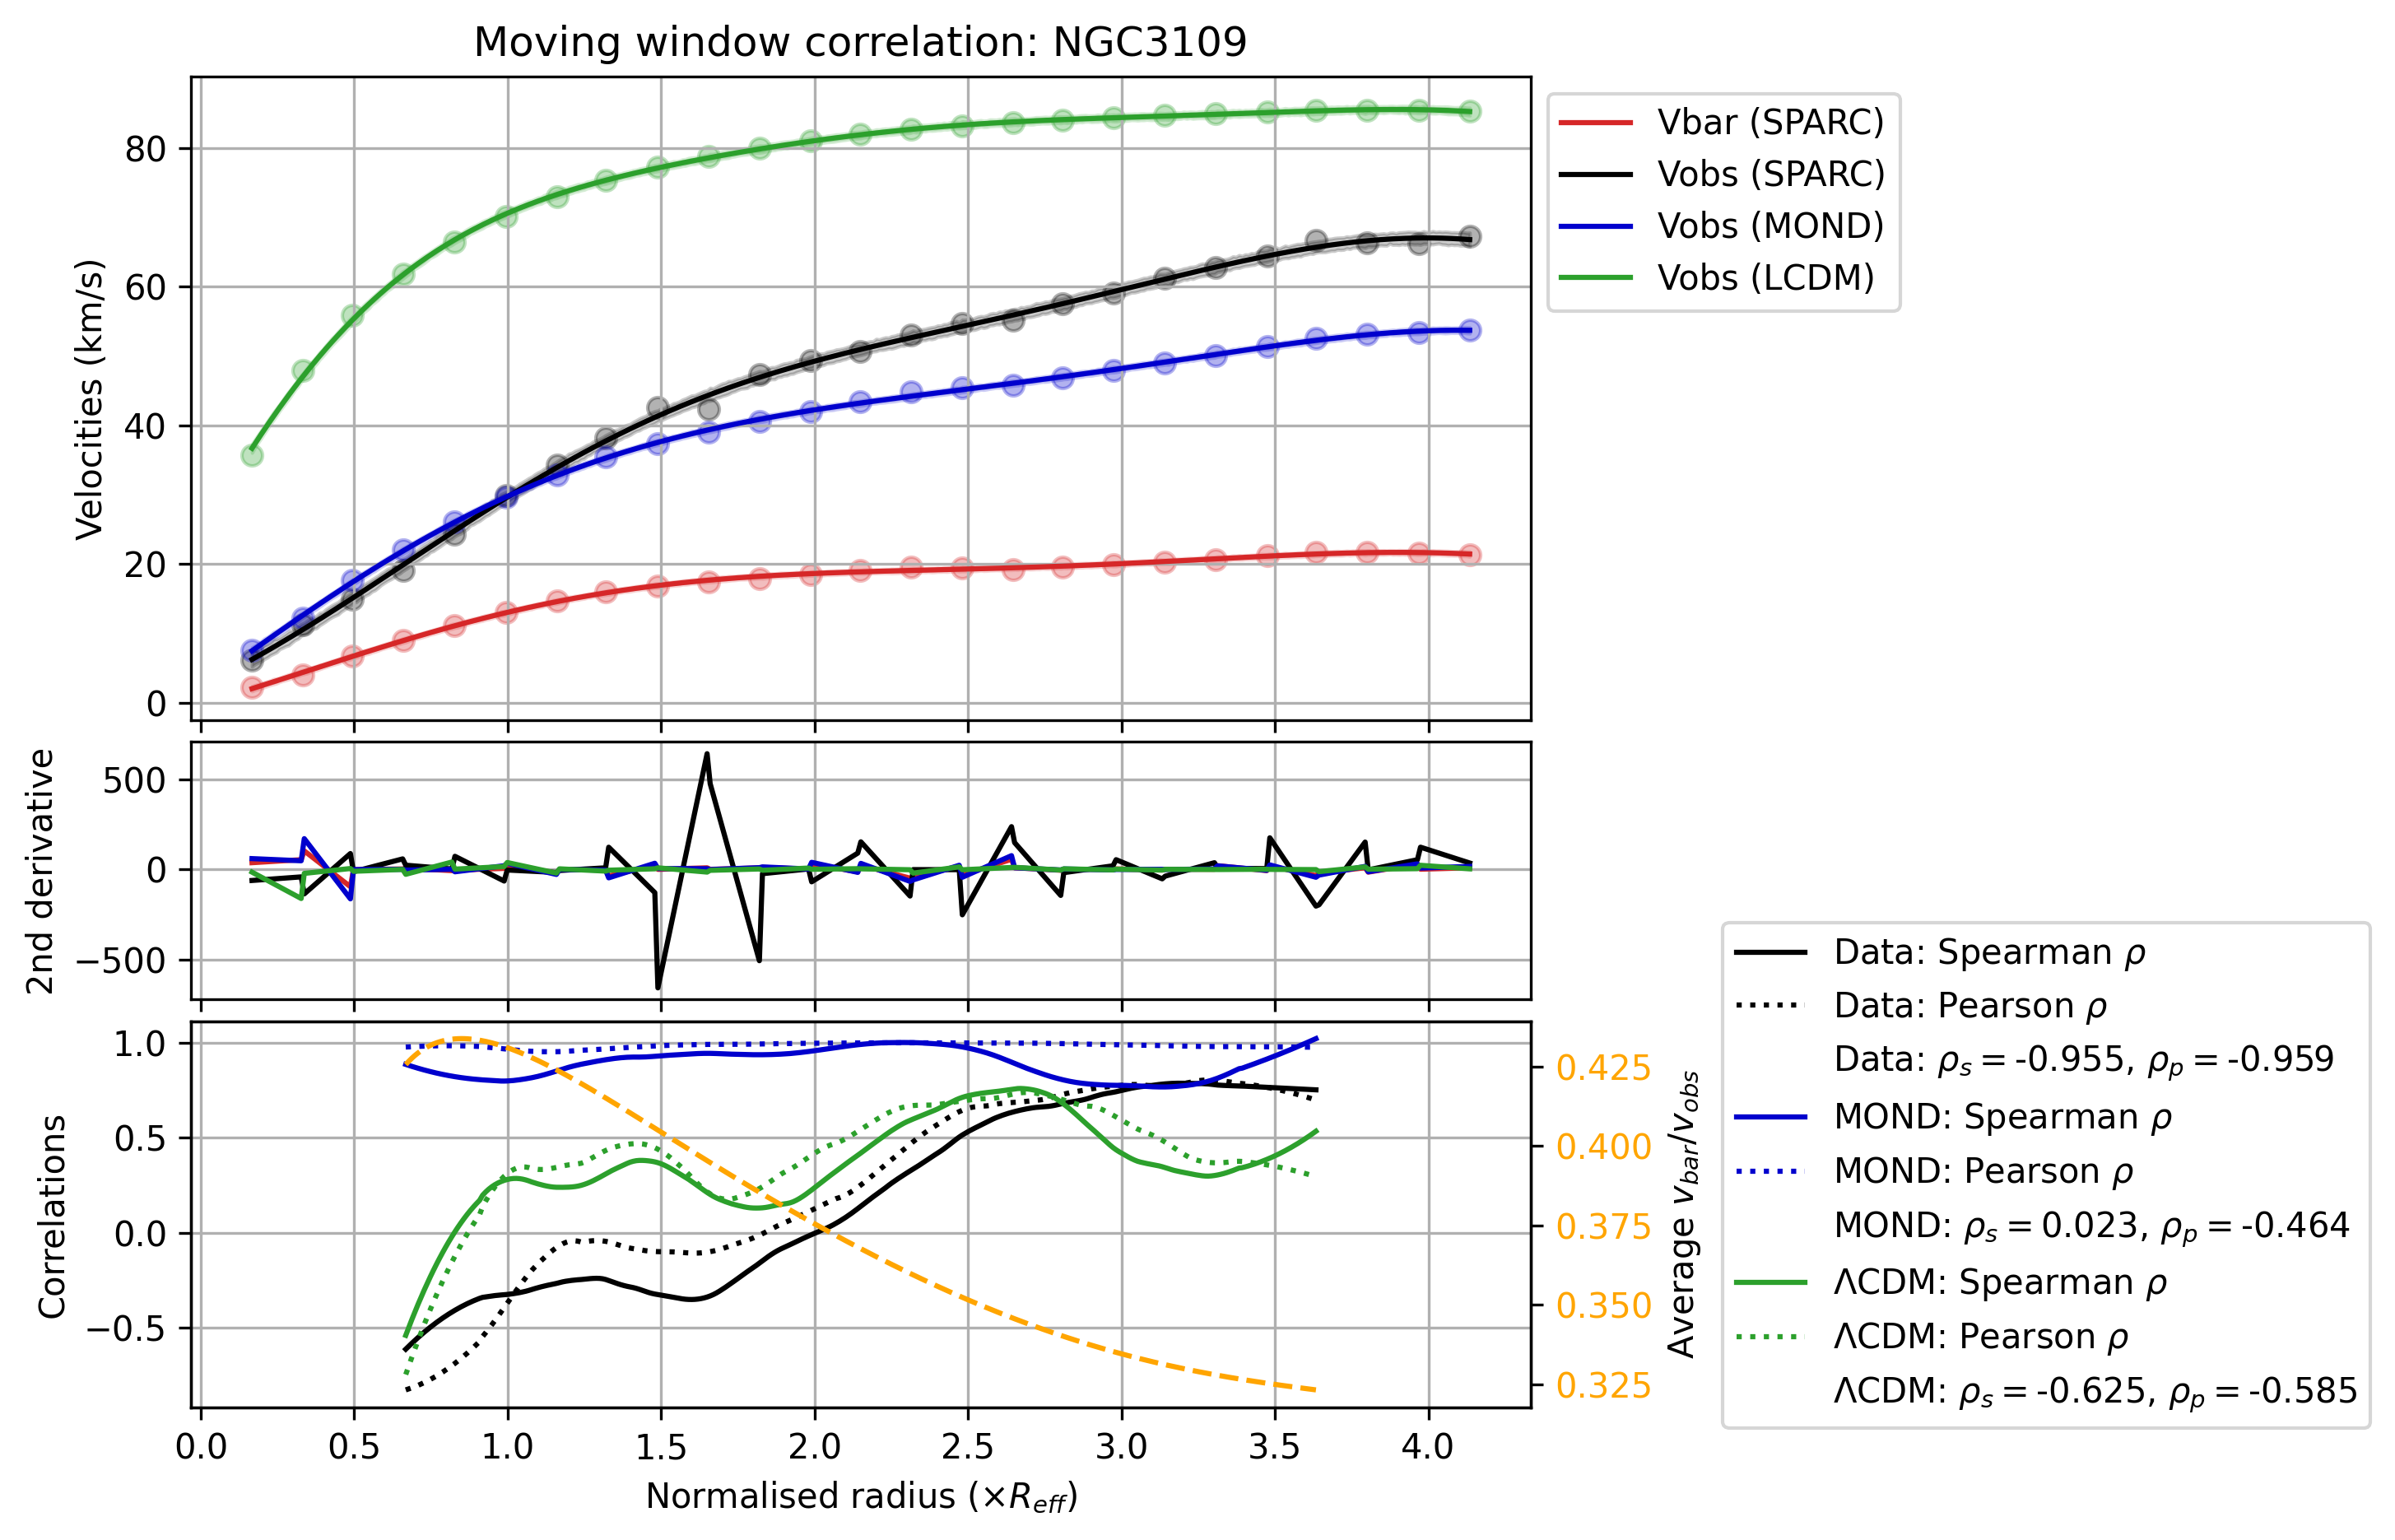 Moving window correlation: NGC3109
Velocities (km/s)
80
60
40
20
0
Vbar (SPARC)
Vobs (SPARC)
Vobs (MOND)
Vobs (LCDM)
2nd derivative
500
0
−500
Correlations
1.0
0.5
0.0
−0.5
0.425
0.400
0.375
0.350
0.325
Average v_bar/v_obs
Data: Spearman ρ
Data: Pearson ρ
Data: ρ_s = -0.955, ρ_p = -0.959
MOND: Spearman ρ
MOND: Pearson ρ
MOND: ρ_s = 0.023, ρ_p = -0.464
ΛCDM: Spearman ρ
ΛCDM: Pearson ρ
ΛCDM: ρ_s = -0.625, ρ_p = -0.585
0.0 0.5 1.0 1.5 2.0 2.5 3.0 3.5 4.0
Normalised radius (×R_eff)